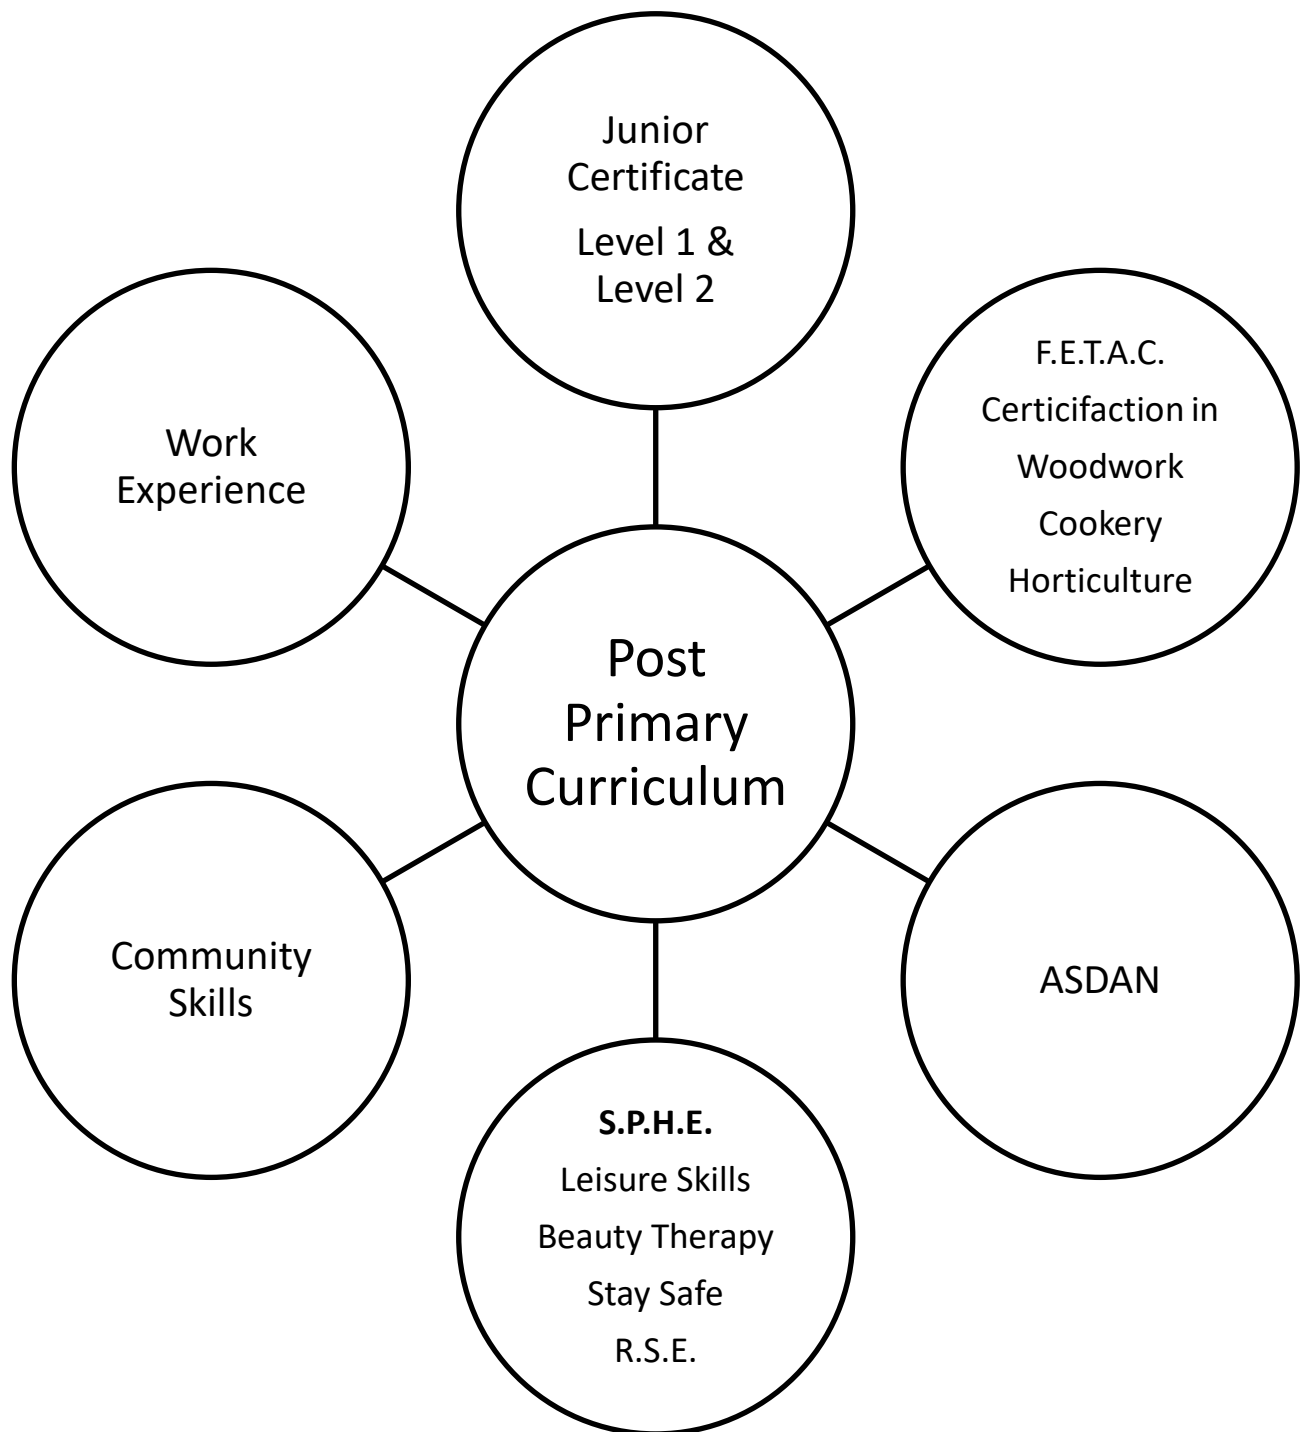 Junior
Certificate
Level 1 &
Level 2
F.E.T.A.C.
Certicifaction in
Woodwork
Cookery
Horticulture
Work
Experience
Post
Primary
Curriculum
Community
Skills
ASDAN
S.P.H.E.
Leisure Skills
Beauty Therapy
Stay Safe
R.S.E.